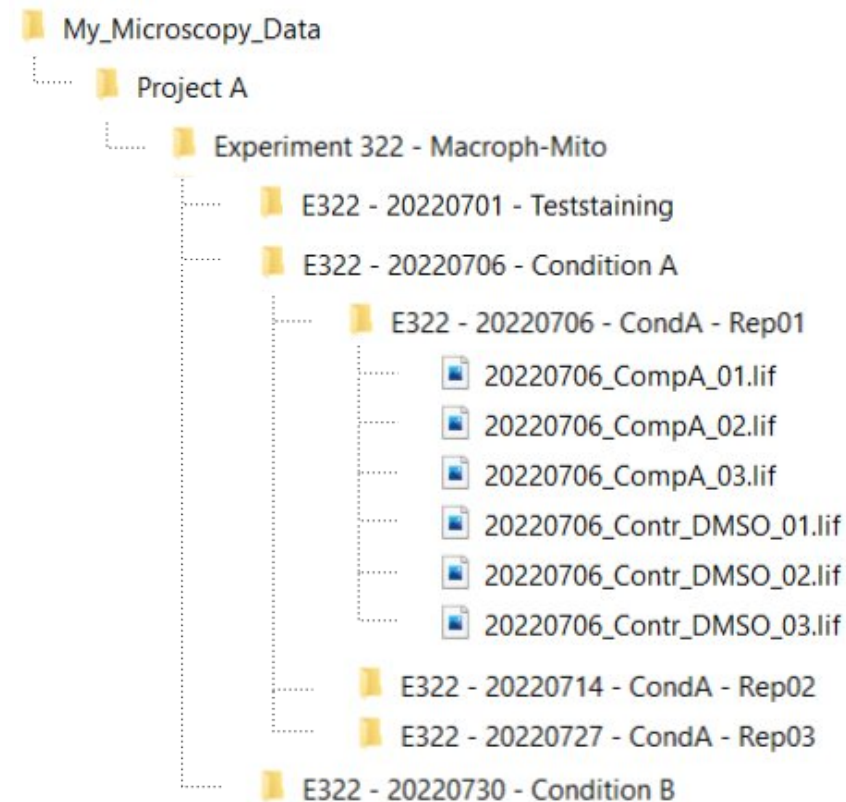 My_Microscopy_Data
Project A
Experiment 322 - Macroph-Mito
E322 - 20220701 - Teststaining
E322 - 20220706 - Condition A
E322 - 20220706 - CondA - Rep01
20220706_CompA_01.lif
20220706_CompA_02.lif
20220706_CompA_03.lif
20220706_Contr_DMSO_01.lif
20220706_Contr_DMSO_02.lif
20220706_Contr_DMSO_03.lif
E322 - 20220714 - CondA - Rep02
E322 - 20220727 - CondA - Rep03
E322 - 20220730 - Condition B